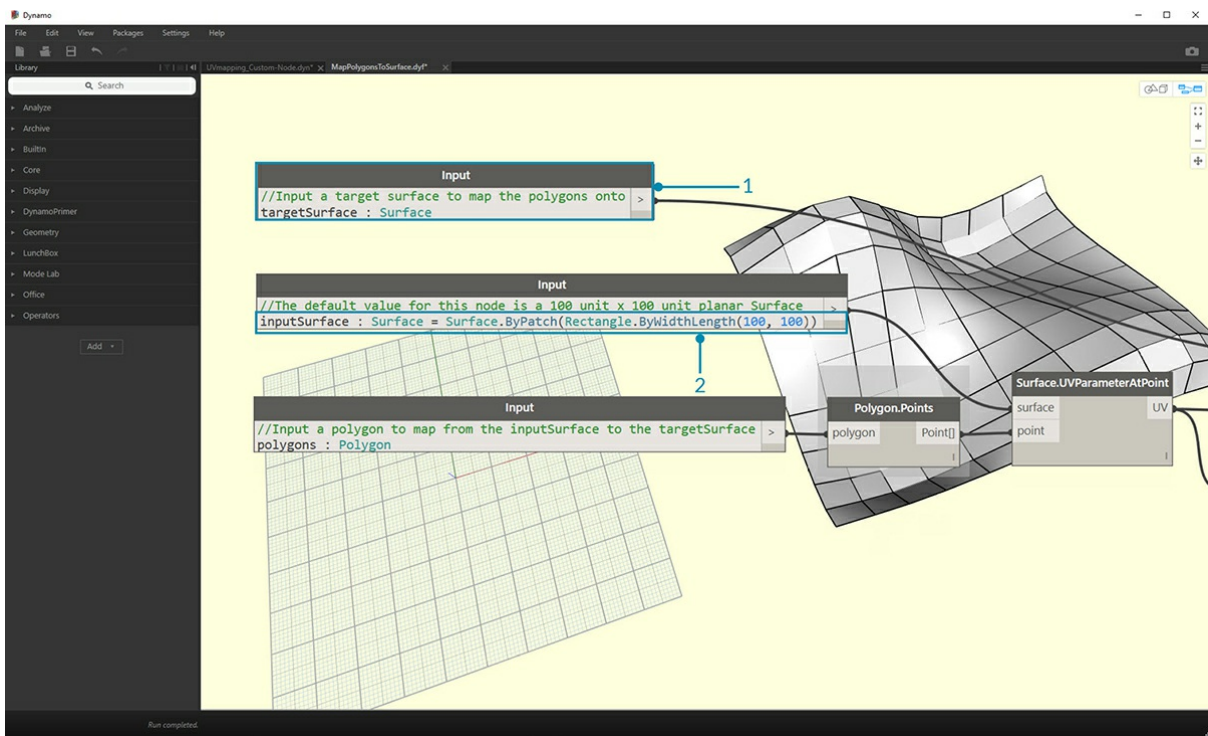 Dynamo
File Edit View Packages Settings Help
Library
UVmapping_Custom-Node.dyn* MapPolygonsToSurface.dyf*
Search
Analyze
Archive
BuiltIn
Core
Display
DynamoPrimer
Geometry
LunchBox
Mode Lab
Office
Operators
Add +
Input
//Input a target surface to map the polygons onto >
targetSurface : Surface
1
Input
//The default value for this node is a 100 unit x 100 unit planar Surface >
inputSurface : Surface = Surface.ByPatch(Rectangle.ByWidthLength(100, 100))
2
Input
//Input a polygon to map from the inputSurface to the targetSurface >
polygons : Polygon
Polygon.Points
polygon Point[]
l
Surface.UVParameterAtPoint
surface UV
point
l
Run completed.